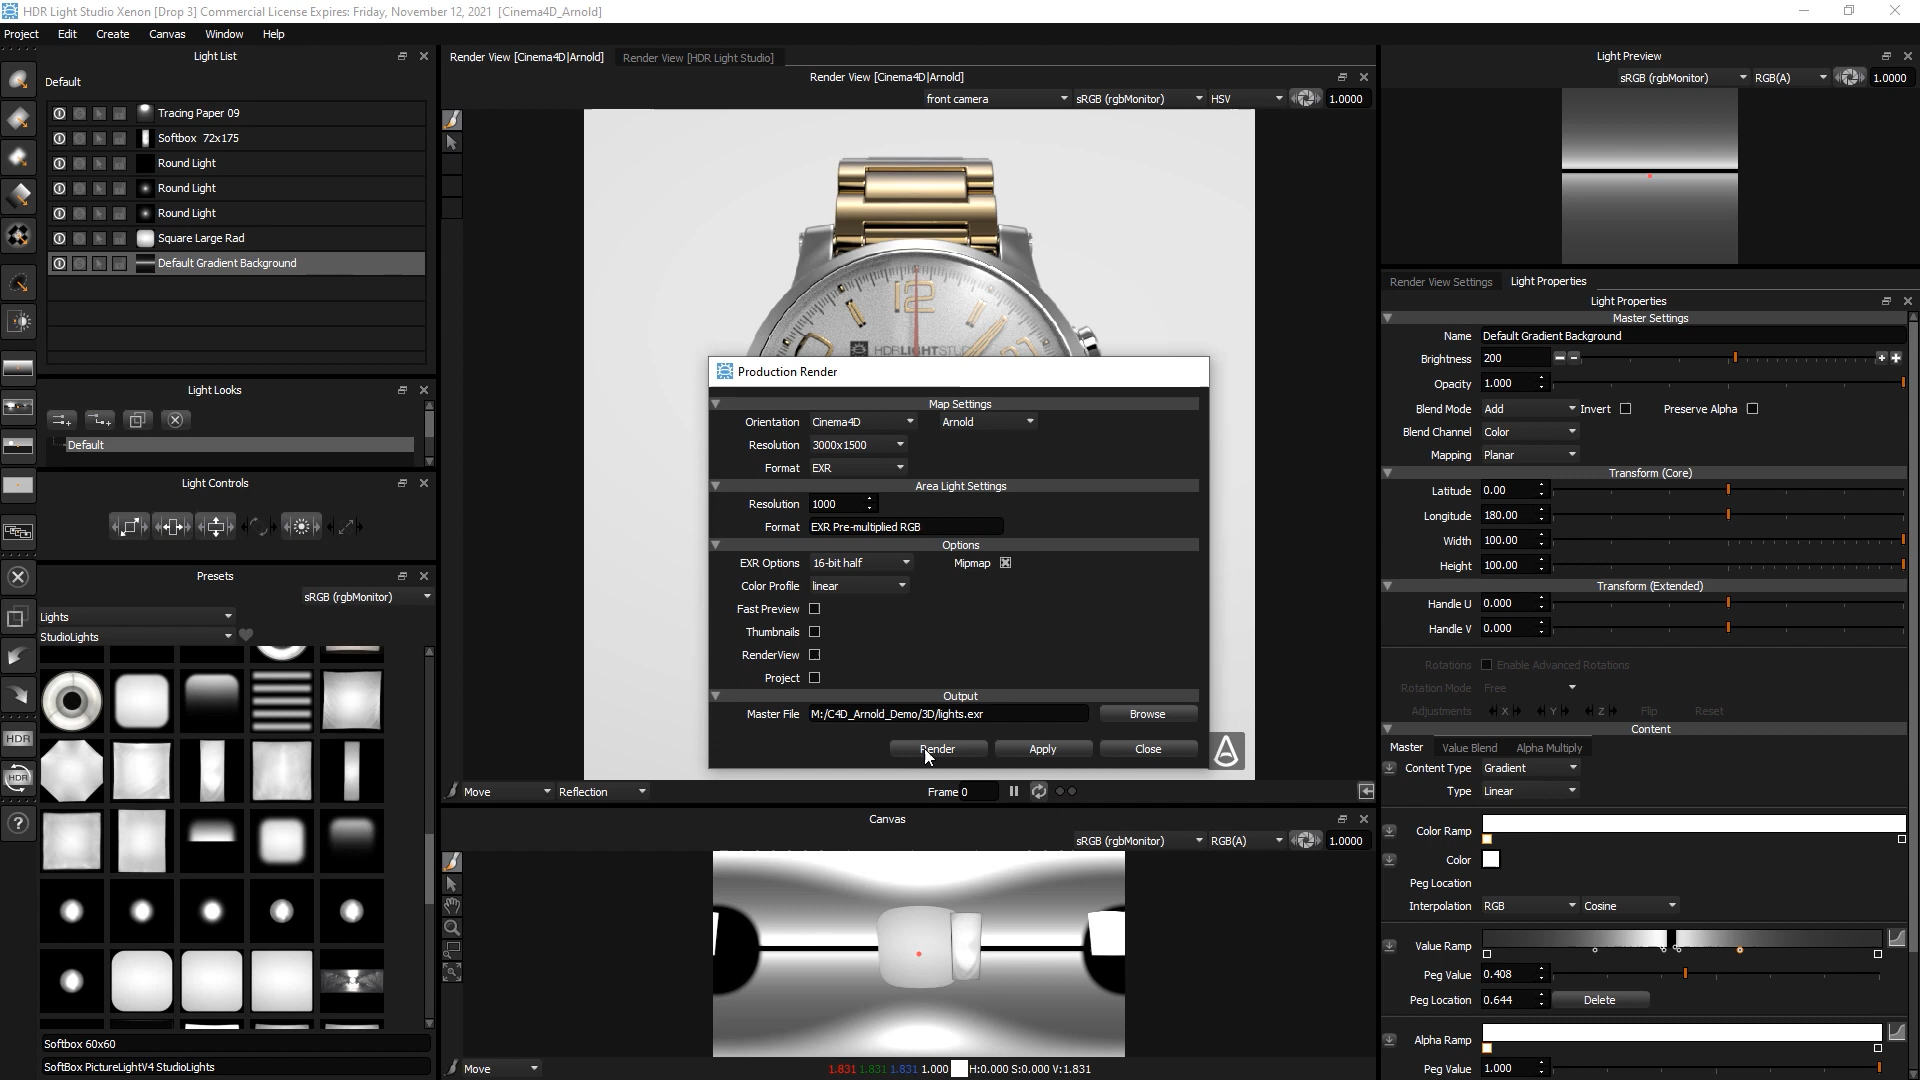 HDR Light Studio Xenon [Drop 3] Commercial License Expires: Friday, November 12, 2021  [Cinema4D_Arnold]
Project Edit Create Canvas Window Help
Light List
Default
Tracing Paper 09
Softbox  72x175
Round Light
Round Light
Round Light
Square Large Rad
Default Gradient Background
Light Looks
Default
Light Controls
Presets
sRGB (rgbMonitor)
Lights
StudioLights
Softbox 60x60
SoftBox PictureLightV4 StudioLights
HDR
HDR
Render View [Cinema4D|Arnold] Render View [HDR Light Studio]
Render View [Cinema4D|Arnold]
front camera sRGB (rgbMonitor) HSV 1.0000
12
HDRLIGHTSTUD
Production Render
Map Settings
Orientation Cinema4D Arnold
Resolution 3000x1500
Format EXR
Area Light Settings
Resolution 1000
Format EXR Pre-multiplied RGB
Options
EXR Options 16-bit half Mipmap
Color Profile linear
Fast Preview
Thumbnails
RenderView
Project
Output
Master File M:/C4D_Arnold_Demo/3D/lights.exr Browse
Render Apply Close
Move Reflection Frame 0
Canvas
sRGB (rgbMonitor) RGB(A) 1.0000
Move 1.831 1.831 1.831 1.000 H:0.000 S:0.000 V:1.831
Light Preview
sRGB (rgbMonitor) RGB(A) 1.0000
Render View Settings Light Properties
Light Properties
Master Settings
Name Default Gradient Background
Brightness 200
Opacity 1.000
Blend Mode Add Invert Preserve Alpha
Blend Channel Color
Mapping Planar
Transform (Core)
Latitude 0.00
Longitude 180.00
Width 100.00
Height 100.00
Transform (Extended)
Handle U 0.000
Handle V 0.000
Rotations Enable Advanced Rotations
Rotation Mode Free
Adjustments X Y Z Flip Reset
Content
Master Value Blend Alpha Multiply
Content Type Gradient
Type Linear
Color Ramp
Color
Peg Location
Interpolation RGB Cosine
Value Ramp
Peg Value 0.408
Peg Location 0.644 Delete
Alpha Ramp
Peg Value 1.000